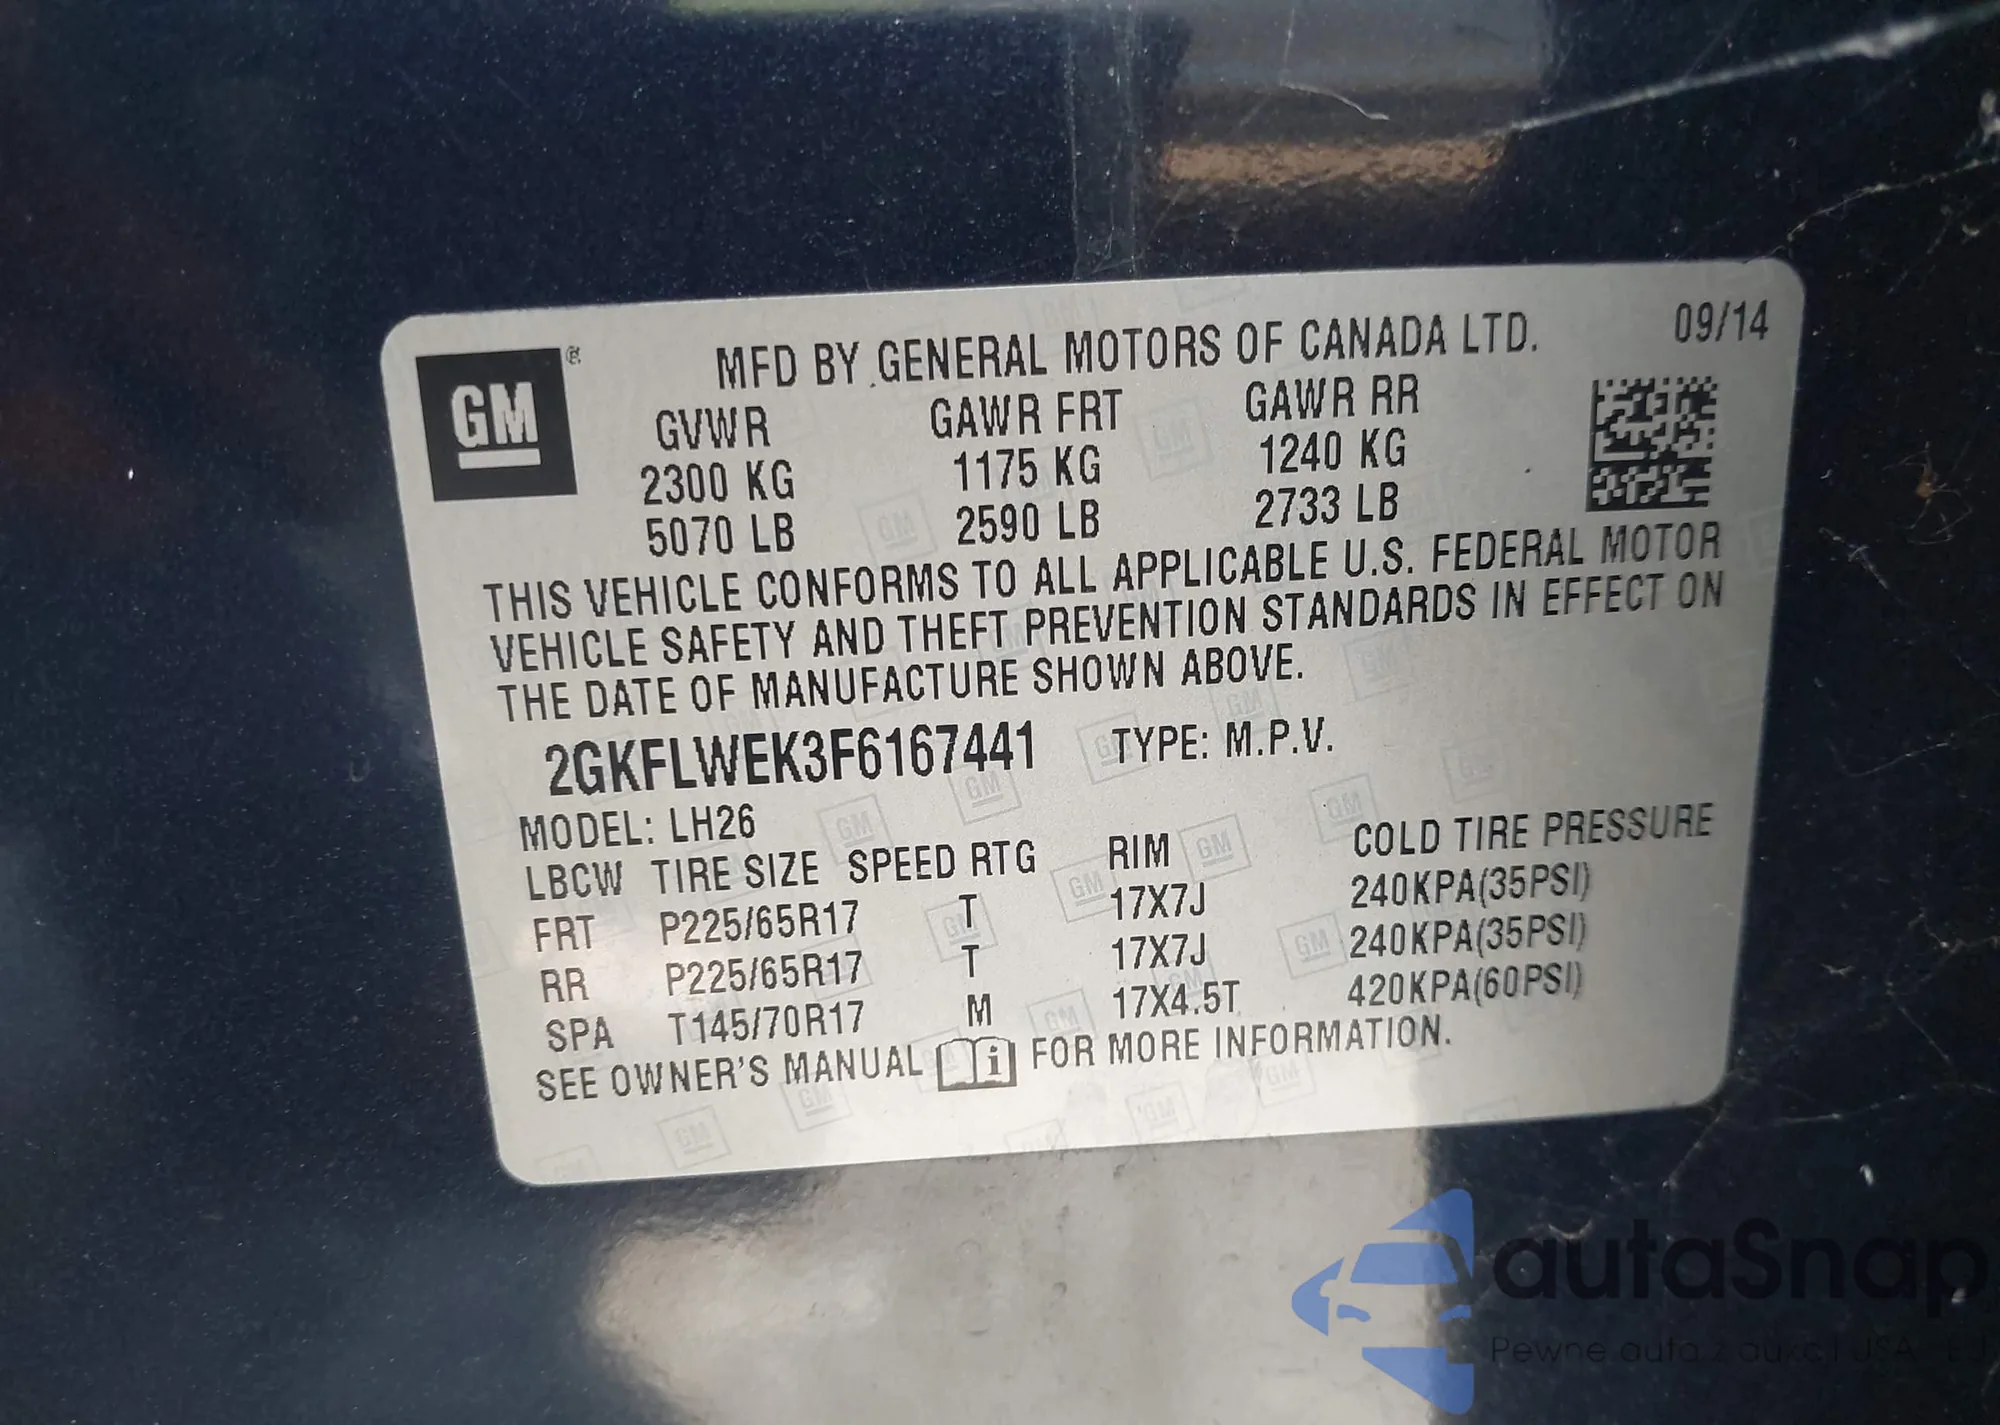 GM ®
MFD BY GENERAL MOTORS OF CANADA LTD. 09/14
GVWR GAWR FRT GAWR RR
2300 KG 1175 KG 1240 KG
5070 LB 2590 LB 2733 LB
THIS VEHICLE CONFORMS TO ALL APPLICABLE U.S. FEDERAL MOTOR
VEHICLE SAFETY AND THEFT PREVENTION STANDARDS IN EFFECT ON
THE DATE OF MANUFACTURE SHOWN ABOVE.
2GKFLWEK3F6167441 TYPE: M.P.V.
MODEL: LH26
LBCW TIRE SIZE SPEED RTG RIM COLD TIRE PRESSURE
FRT P225/65R17 T 17X7J 240KPA(35PSI)
RR P225/65R17 T 17X7J 240KPA(35PSI)
SPA T145/70R17 M 17X4.5T 420KPA(60PSI)
SEE OWNER'S MANUAL FOR MORE INFORMATION.
autaSnap
Pewne auta z aukcji USA